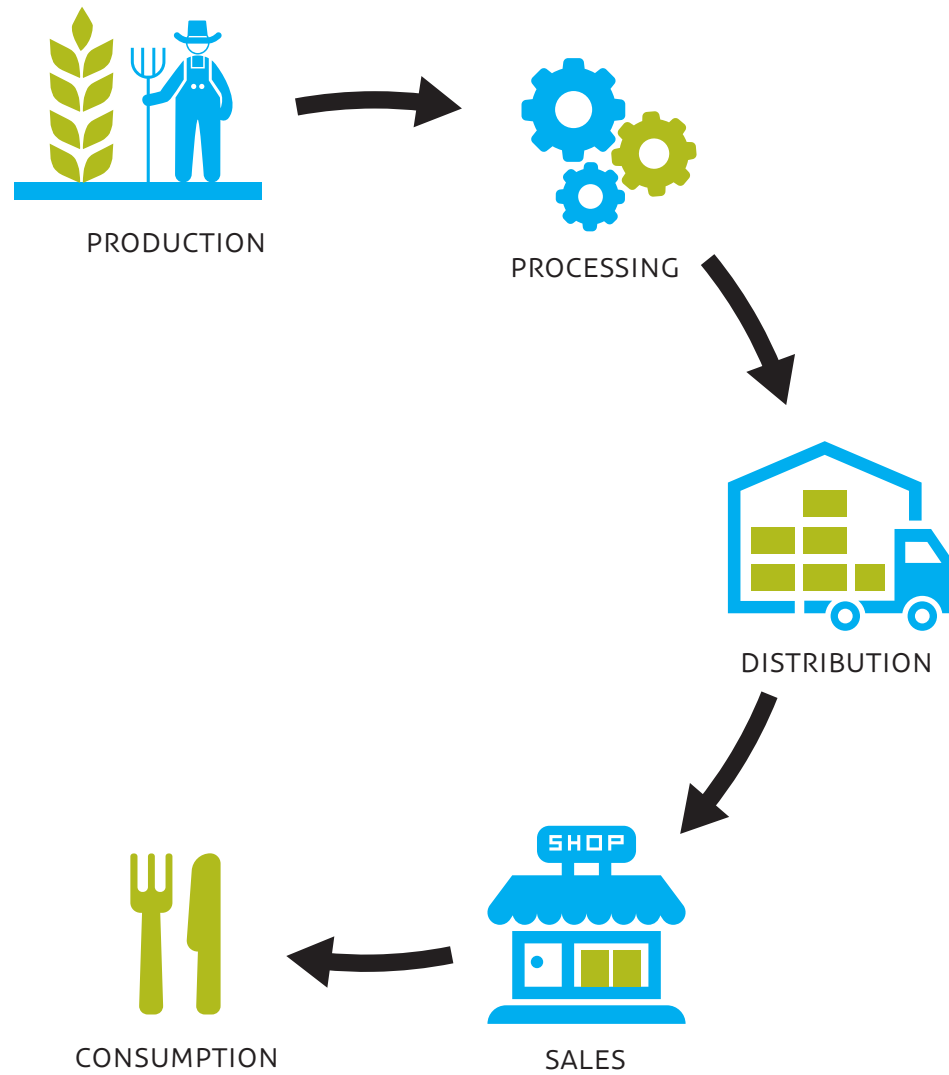 PRODUCTION
PROCESSING
DISTRIBUTION
SHOP
SALES
CONSUMPTION